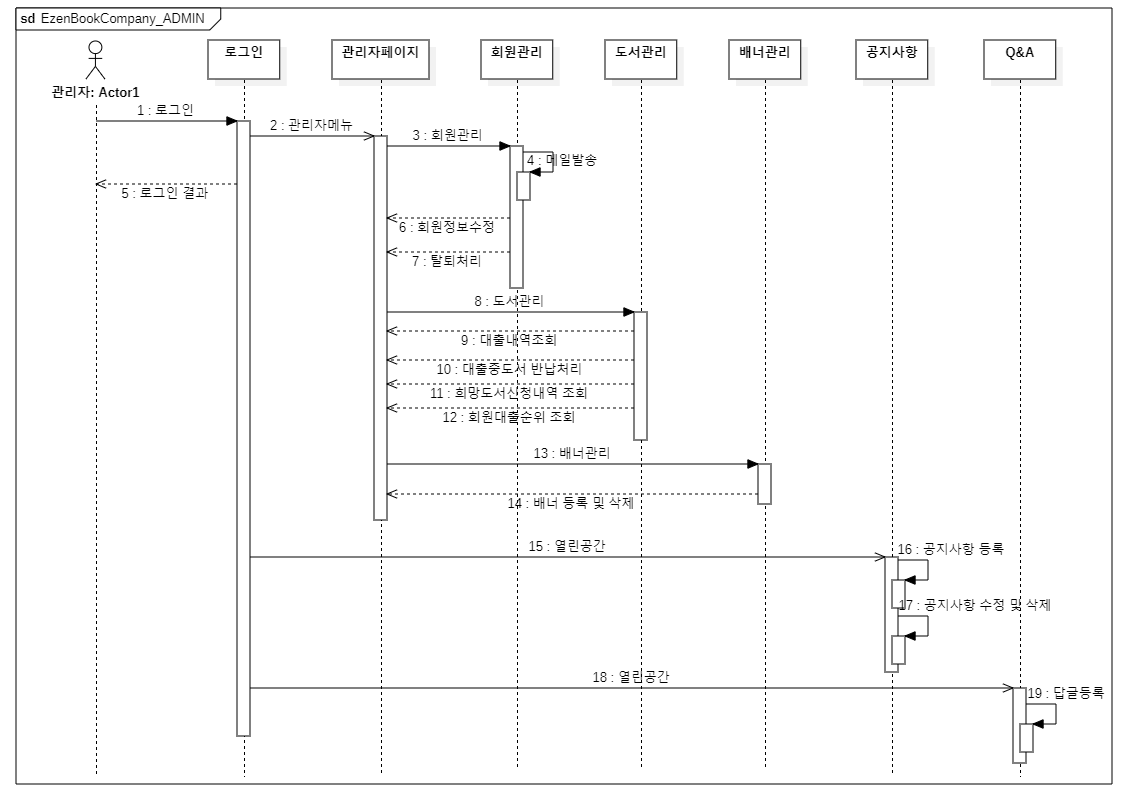 sd EzenBookCompany_ADMIN
로그인
관리자페이지
회원관리
도서관리
배너관리
공지사항
Q&A
관리자: Actor1
1 : 로그인
2 : 관리자메뉴
3 : 회원관리
4 : 메일발송
5 : 로그인 결과
6 : 회원정보수정
7 : 탈퇴처리
8 : 도서관리
9 : 대출내역조회
10 : 대출중도서 반납처리
11 : 희망도서신청내역 조회
12 : 회원대출순위 조회
13 : 배너관리
14 : 배너 등록 및 삭제
15 : 열린공간
16 : 공지사항 등록
17 : 공지사항 수정 및 삭제
18 : 열린공간
19 : 답글등록